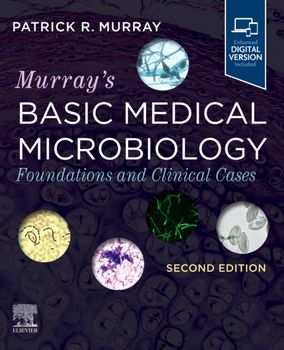 PATRICK R. MURRAY
Enhanced
DIGITAL
VERSION
Included
Murray's
BASIC MEDICAL
MICROBIOLOGY
Foundations and Clinical Cases
SECOND EDITION
ELSEVIER